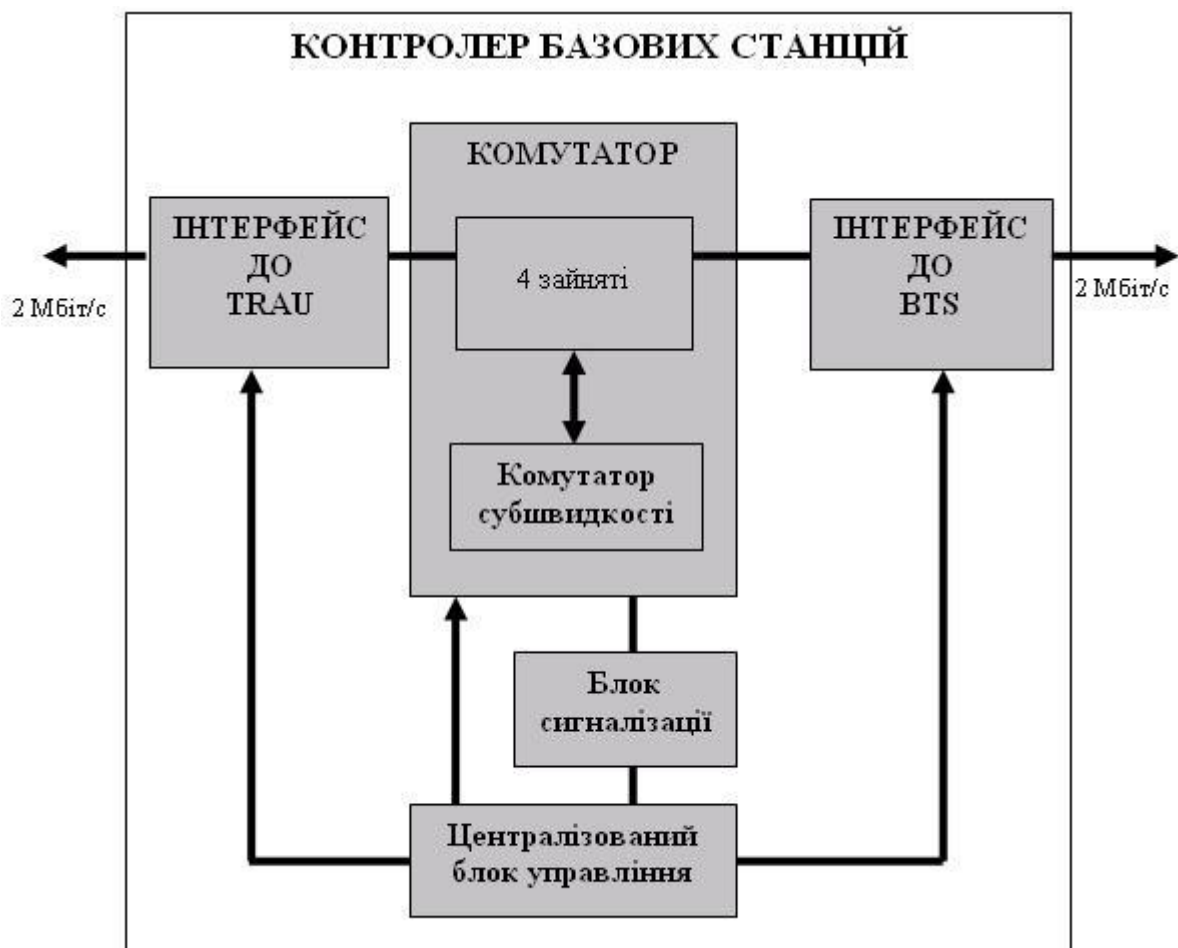 КОНТРОЛЕР БАЗОВИХ СТАНЦІЙ
КОМУТАТОР
ІНТЕРФЕЙС
ДО
TRAU
4 зайняті
ІНТЕРФЕЙС
ДО
BTS
2 Мбіт/с
2 Мбіт/с
Комутатор
субшвидкості
Блок
сигналізації
Централізований
блок управління